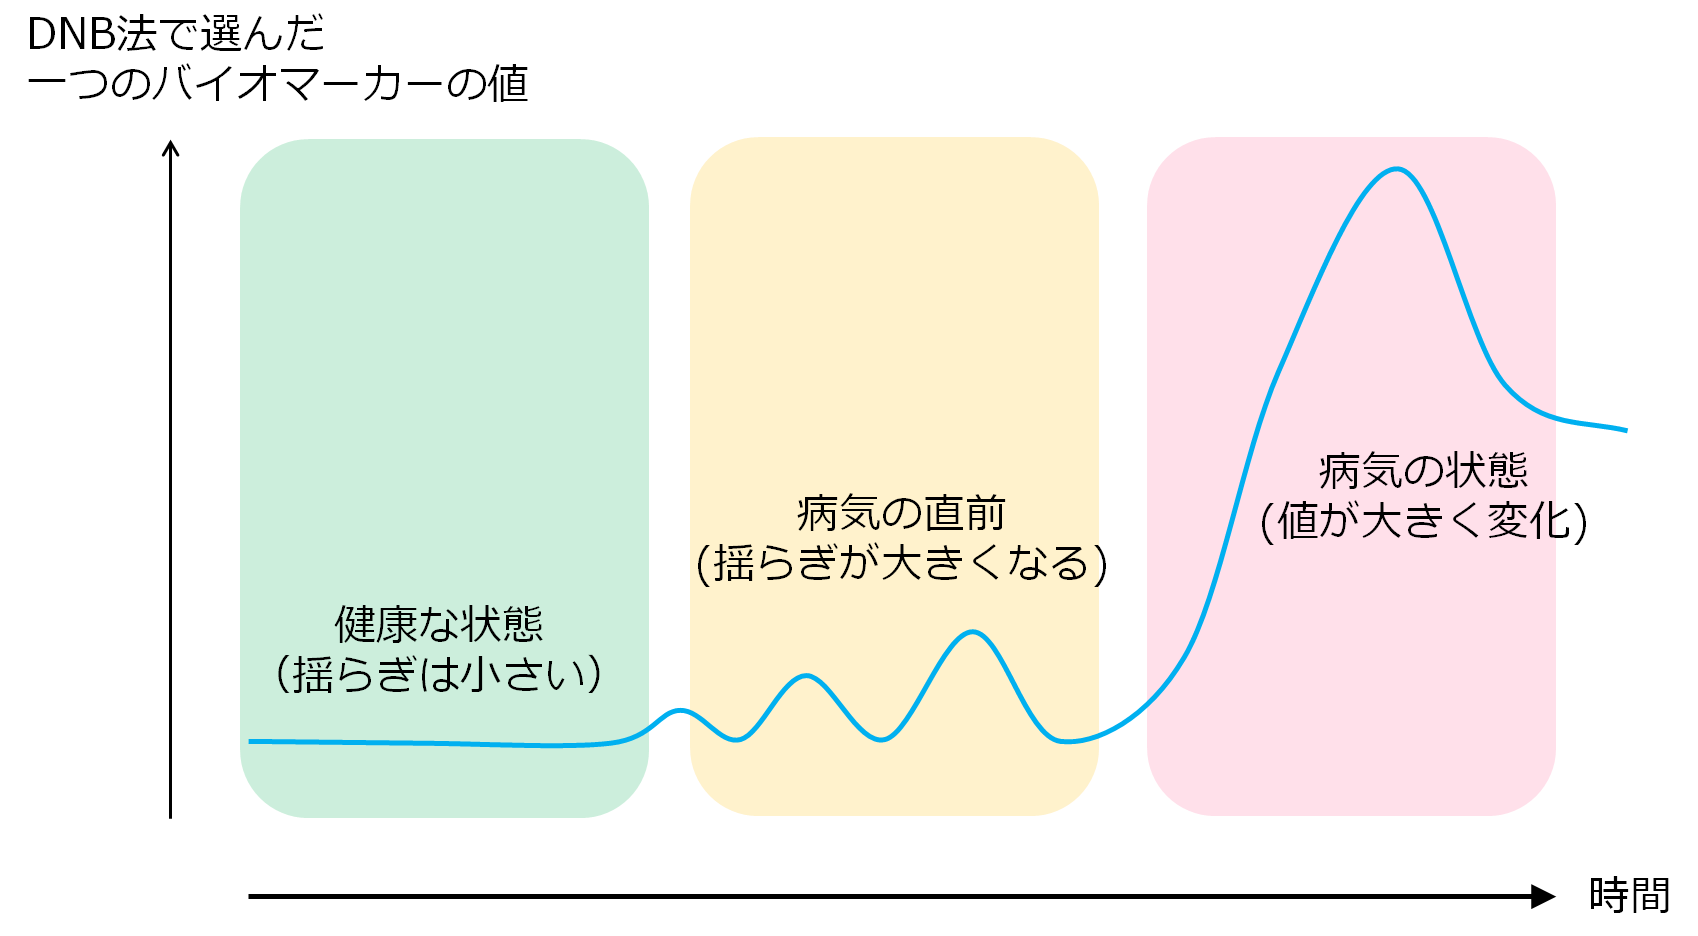 DNB法で選んだ
一つのバイオマーカーの値
健康な状態
（揺らぎは小さい）
病気の直前
(揺らぎが大きくなる)
病気の状態
(値が大きく変化)
時間